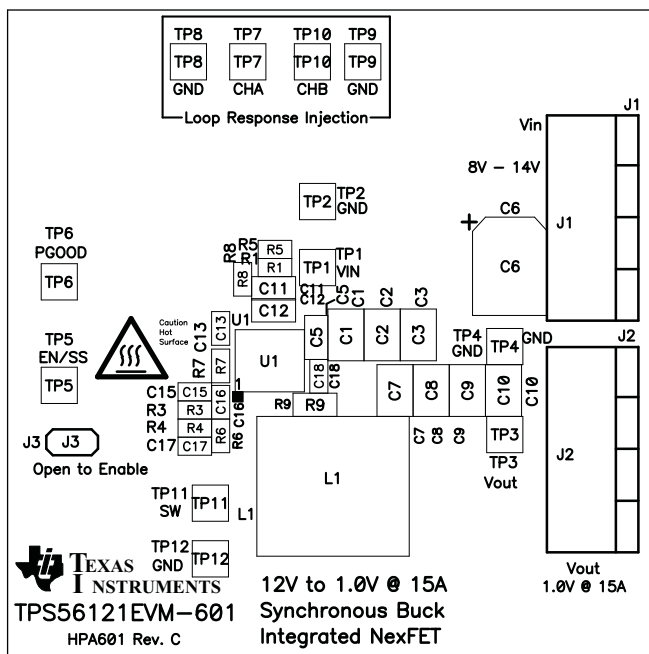 TP8 TP7 TP10 TP9
TP8 TP7 TP10 TP9
GND CHA CHB GND
Loop Response Injection
J1
Vin
8V - 14V
C6
+
C6
J1
TP2
TP2
GND
TP6
PGOOD
TP6
TP1
TP1
VIN
R8
R5
R1
R5
R1
R8
C11
C12
C11
C12
C5
C1
C2
C3
TP5
EN/SS
TP5
Caution
Hot
Surface
C13
U1
C13
R7
R7
U1
1
C5
C1
C2
C3
C18
C18
TP4
GND
TP4
GND
J2
C15
R3
R4
C17
C15
R3
R4
C17
C16
R6
C16
R6
R9
R9
C7
C8
C9
C10
C10
C7
C8
C9
TP3
TP3
Vout
J3
J3
Open to Enable
L1
L1
J2
TP11
SW
TP11
TP12
GND
TP12
TEXAS
INSTRUMENTS
TPS56121EVM-601
HPA601 Rev. C
12V to 1.0V @ 15A
Synchronous Buck
Integrated NexFET
Vout
1.0V @ 15A